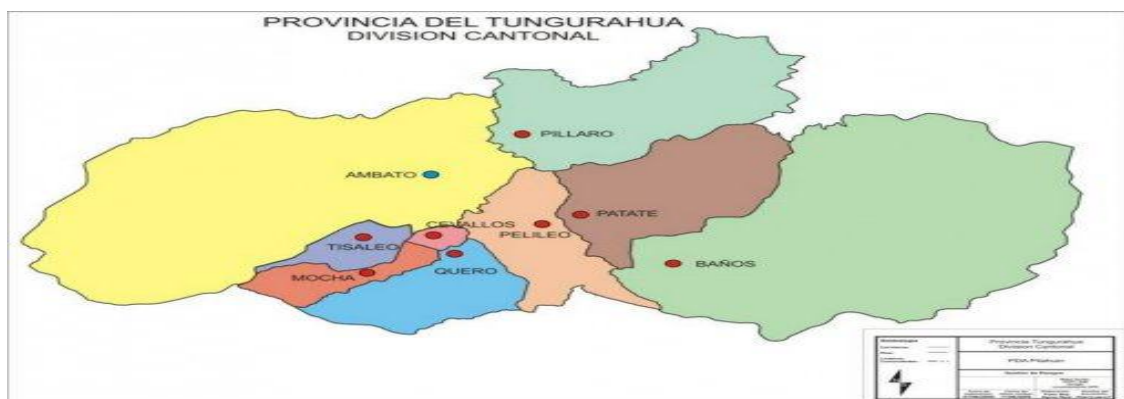 PROVINCIA DEL TUNGURAHUA
DIVISION CANTONAL
PILLARO
AMBATO
PATATE
CEVALLOS
PELILEO
TISALEO
QUERO
BAÑOS
MOCHA
Provincia Tungurahua
Division Cantonal